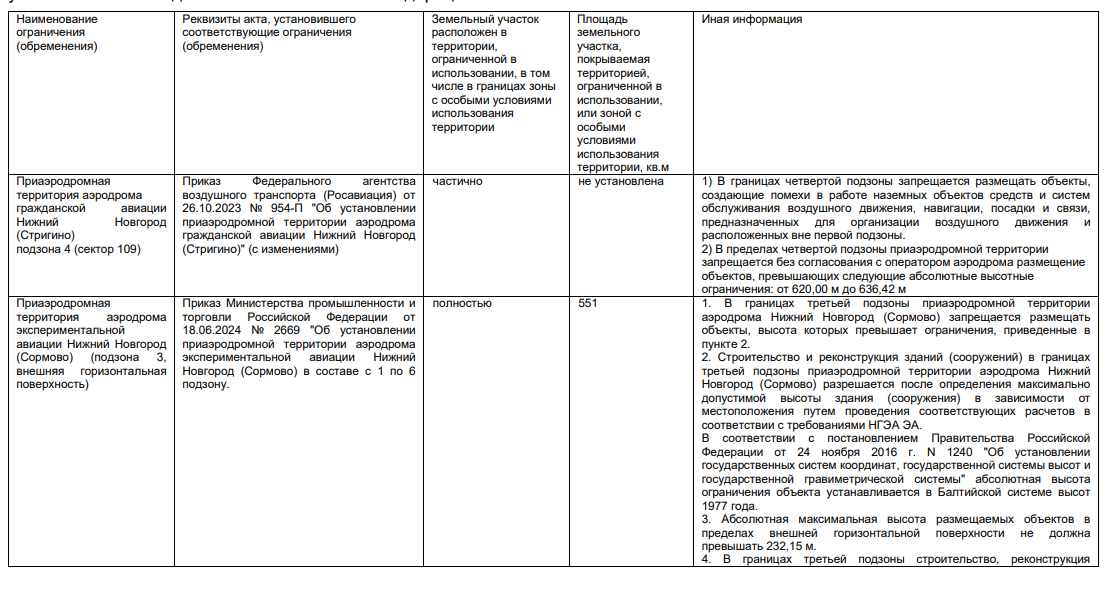 Наименование
ограничения
(обременения)
Реквизиты акта, установившего
соответствующие ограничения
(обременения)
Земельный участок
расположен в
территории,
ограниченной в
использовании, в том
числе в границах зоны
с особыми условиями
использования
территории
Площадь
земельного
участка,
покрываемая
территорией,
ограниченной в
использовании,
или зоной с
особыми
условиями
использования
территории, кв.м
Иная информация
Приаэродромная
территория аэродрома
гражданской авиации
Нижний Новгород
(Стригино)
подзона 4 (сектор 109)
Приказ Федерального агентства
воздушного транспорта (Росавиация) от
26.10.2023 № 954-П "Об установлении
приаэродромной территории аэродрома
гражданской авиации Нижний Новгород
(Стригино)" (с изменениями)
частично
не установлена
1) В границах четвертой подзоны запрещается размещать объекты,
создающие помехи в работе наземных объектов средств и систем
обслуживания воздушного движения, навигации, посадки и связи,
предназначенных для организации воздушного движения и
расположенных вне первой подзоны.
2) В пределах четвертой подзоны приаэродромной территории
запрещается без согласования с оператором аэродрома размещение
объектов, превышающих следующие абсолютные высотные
ограничения: от 620,00 м до 636,42 м
Приаэродромная
территория аэродрома
экспериментальной
авиации Нижний Новгород
(Сормово) (подзона 3,
внешняя горизонтальная
поверхность)
Приказ Министерства промышленности и
торговли Российской Федерации от
18.06.2024 № 2669 "Об установлении
приаэродромной территории аэродрома
экспериментальной авиации Нижний
Новгород (Сормово) в составе с 1 по 6
подзону.
полностью
551
1. В границах третьей подзоны приаэродромной территории
аэродрома Нижний Новгород (Сормово) запрещается размещать
объекты, высота которых превышает ограничения, приведенные в
пункте 2.
2. Строительство и реконструкция зданий (сооружений) в границах
третьей подзоны приаэродромной территории аэродрома Нижний
Новгород (Сормово) разрешается после определения максимально
допустимой высоты здания (сооружения) в зависимости от
местоположения путем проведения соответствующих расчетов в
соответствии с требованиями НГЭА ЭА.
В соответствии с постановлением Правительства Российской
Федерации от 24 ноября 2016 г. N 1240 "Об установлении
государственных систем координат, государственной системы высот и
государственной гравиметрической системы" абсолютная высота
ограничения объекта устанавливается в Балтийской системе высот
1977 года.
3. Абсолютная максимальная высота размещаемых объектов в
пределах внешней горизонтальной поверхности не должна
превышать 232,15 м.
4. В границах третьей подзоны строительство, реконструкция